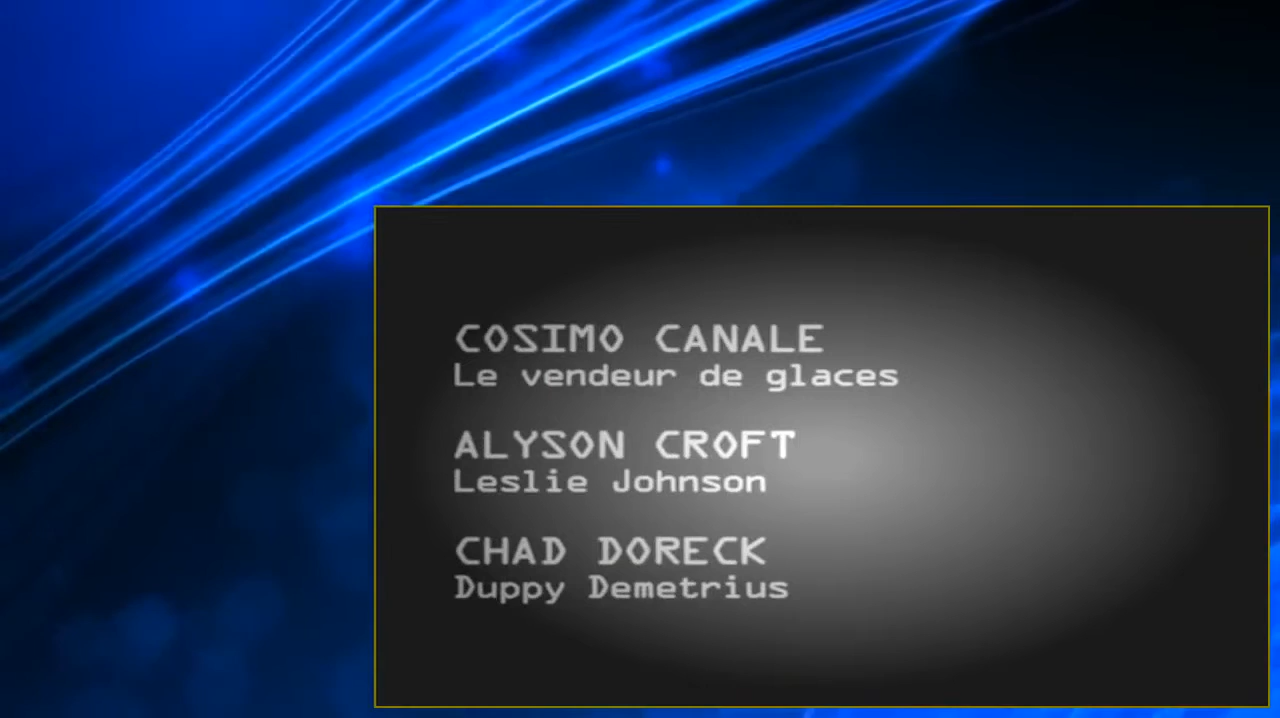 COSIMO CANALE
Le vendeur de glaces
ALYSON CROFT
Leslie Johnson
CHAD DORECK
Duppy Demetrius